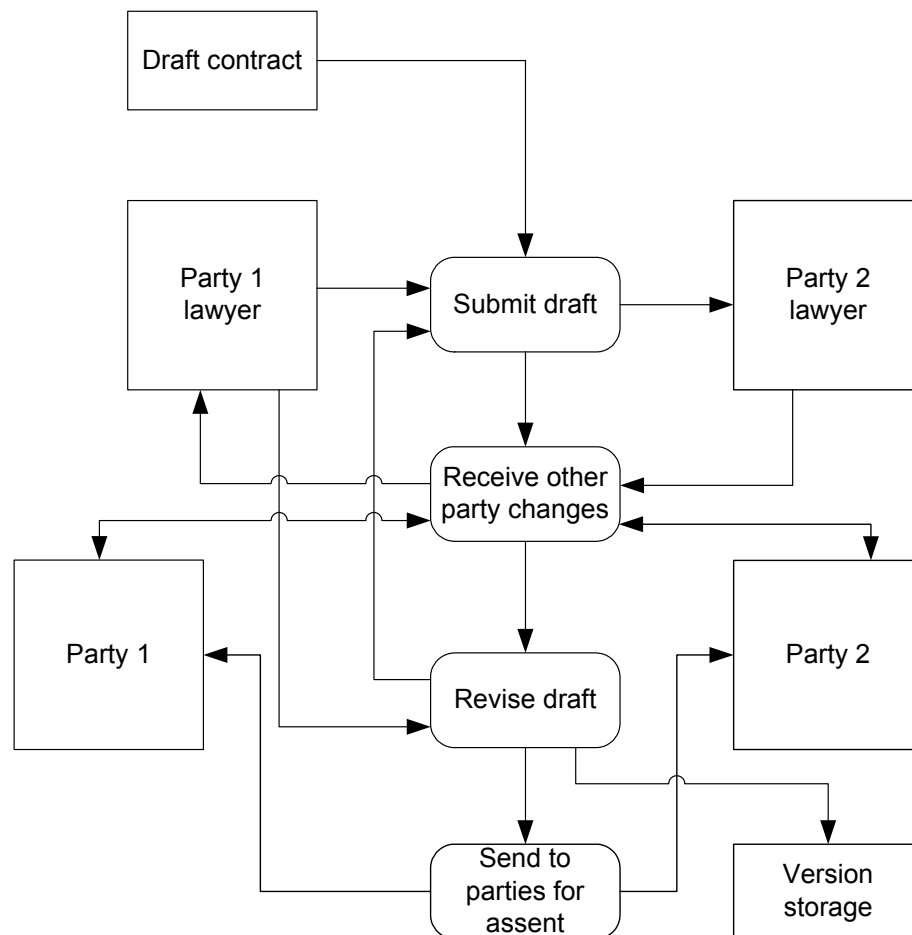 Draft contract
Party 1
lawyer
Submit draft
Party 2
lawyer
Receive other
party changes
Party 1
Party 2
Revise draft
Send to
parties for
assent
Version
storage